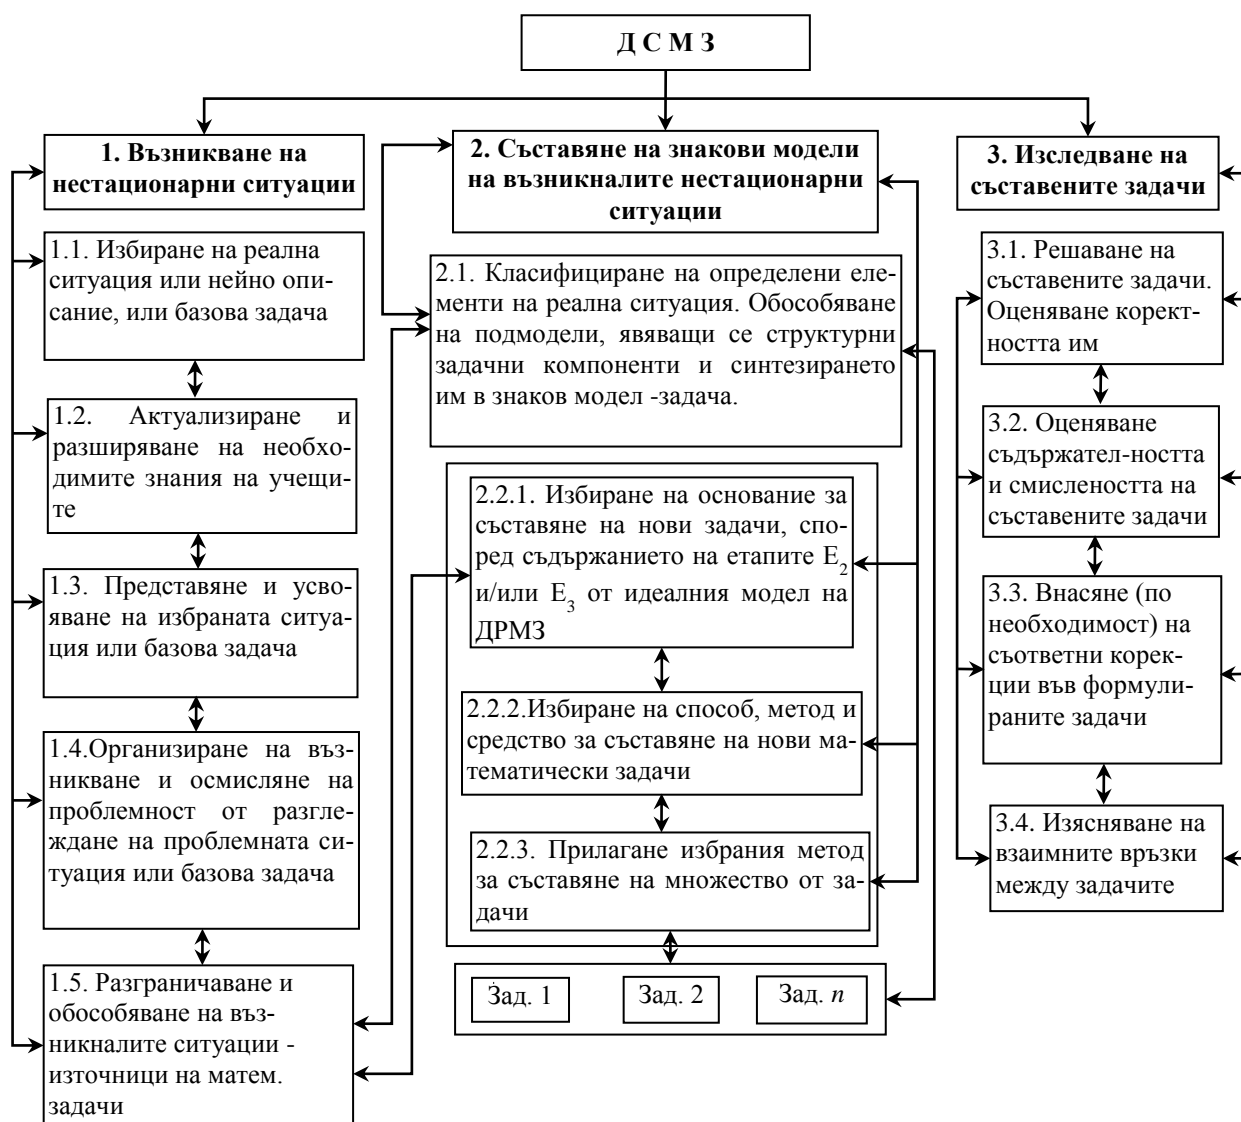 Д С М З
1. Възникване на
нестационарни ситуации
1.1. Избиране на реална
ситуация или нейно опи-
сание, или базова задача
1.2. Актуализиране и
разширяване на необхо-
димите знания на учещи-
те
1.3. Представяне и усво-
яване на избраната ситуа-
ция или базова задача
1.4.Организиране на въз-
никване и осмисляне на
проблемност от разгле-
ждане на проблемната си-
туация или базова задача
1.5. Разграничаване и
обособяване на въз-
никналите ситуации -
източници на матем.
задачи
2. Съставяне на знакови модели
на възникналите нестационарни
ситуации
2.1. Класифициране на определени еле-
менти на реална ситуация. Обособяване
на подмодели, явяващи се структурни
задачни компоненти и синтезирането
им в знаков модел -задача.
2.2.1. Избиране на основание за
съставяне на нови задачи, спо-
ред съдържанието на етапите Е₂
и/или Е₃ от идеалния модел на
ДРМЗ
2.2.2.Избиране на способ, метод и
средство за съставяне на нови ма-
тематически задачи
2.2.3. Прилагане избрания метод
за съставяне на множество от за-
дачи
Зад. 1 Зад. 2 Зад. n
3. Изследване на
съставените задачи
3.1. Решаване на
съставените задачи.
Оценяване корект-
ността им
3.2. Оценяване
съдържател-ността
и смислеността на
съставените задачи
3.3. Внасяне (по
необходимост) на
съответни корек-
ции във формули-
раните задачи
3.4. Изясняване на
взаимните връзки
между задачите